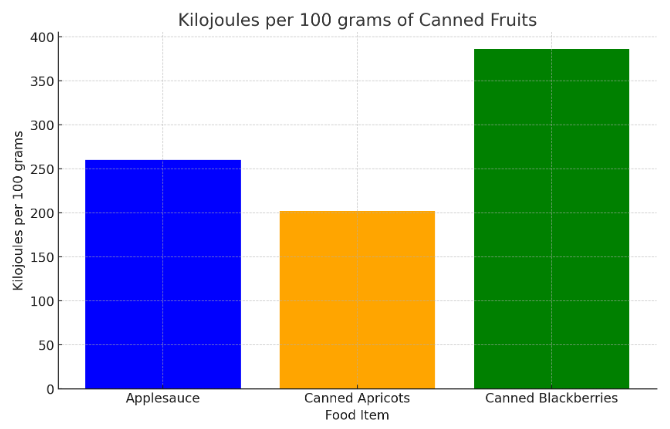 Kilojoules per 100 grams of Canned Fruits
Kilojoules per 100 grams
400
350
300
250
200
150
100
50
0
Applesauce Canned Apricots Canned Blackberries
Food Item